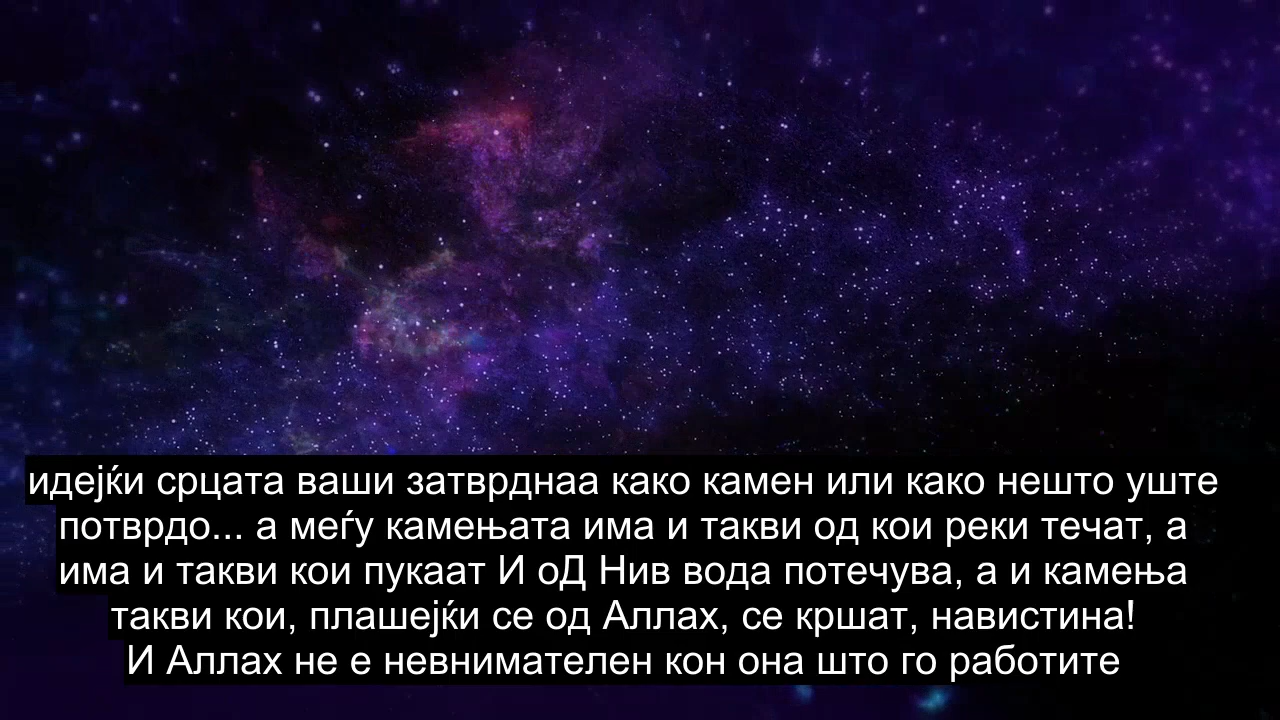 идејќи срцата ваши затврднаа како камен или како нешто уште
потврдо... а меѓу камењата има и такви од кои реки течат, а
има и такви кои пукаат И оД Нив вода потечува, а и камења
такви кои, плашејќи се од Аллах, се кршат, навистина!
И Аллах не е невнимателен кон она што го работите